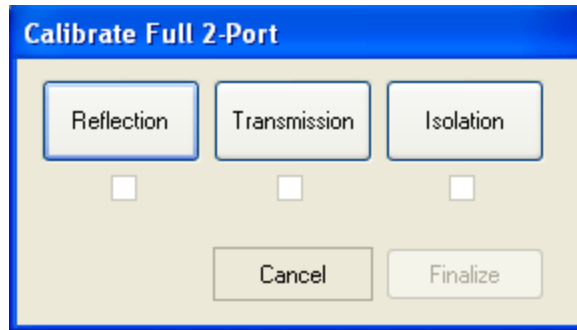 Calibrate Full 2-Port
Reflection Transmission Isolation
Cancel Finalize